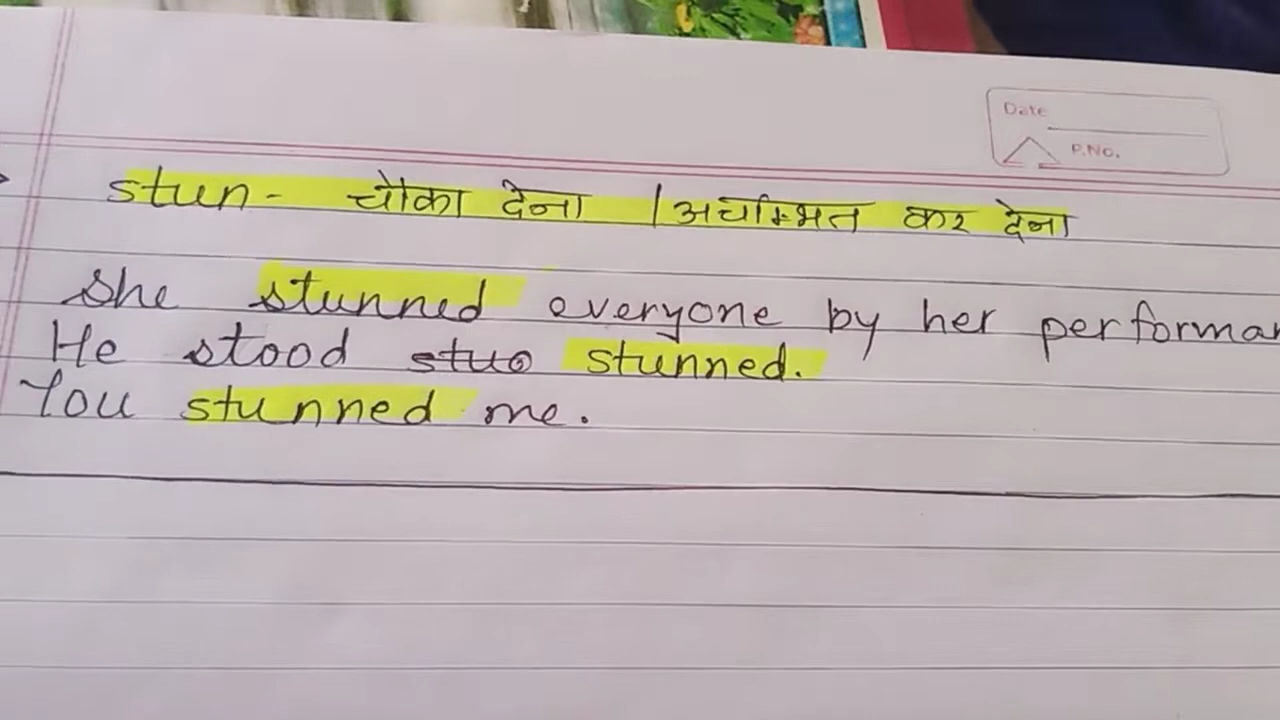 Date
P.No.
stun- चौका देना / अचम्भित कर देना
She stunned everyone by her performan
He stood stuo stunned.
You stunned me.